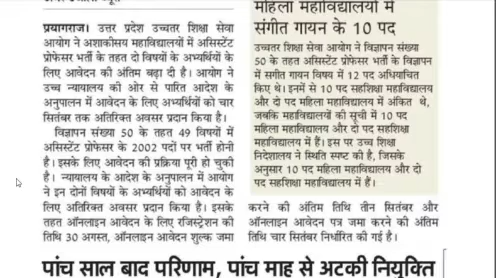 प्रयागराज। उत्तर प्रदेश उच्चतर शिक्षा सेवा
आयोग ने अशासकीय महाविद्यालयों में असिस्टेंट
प्रोफेसर भर्ती के तहत दो विषयों के अभ्यर्थियों के
लिए आवेदन की अंतिम बढ़ा दी है। आयोग ने
उच्च न्यायालय की ओर से पारित आदेश के
अनुपालन में आवेदन के लिए अभ्यर्थियों को चार
सितंबर तक अतिरिक्त अवसर प्रदान किया है।
विज्ञापन संख्या 50 के तहत 49 विषयों में
असिस्टेंट प्रोफेसर के 2002 पदों पर भर्ती होनी
है। इसके लिए आवेदन की प्रक्रिया पूरी हो चुकी
है। न्यायालय के आदेश के अनुपालन में आयोग
ने इन दोनों विषयों के अभ्यर्थियों को आवेदन के
लिए अतिरिक्त अवसर प्रदान किया है। इसके
तहत ऑनलाइन आवेदन के लिए रजिस्ट्रेशन की
तिथि 30 अगस्त, ऑनलाइन आवेदन शुल्क जमा
महिला महाविद्यालयों में
संगीत गायन के 10 पद
उच्चतर शिक्षा सेवा आयोग ने विज्ञापन संख्या
50 के तहत असिस्टेंट प्रोफेसर भर्ती के विज्ञापन
में संगीत गायन विषय में 12 पद अधियाचित
किए थे। इनमें से 10 पद सहशिक्षा महाविद्यालय
और दो पद महाविद्यालय में अंकित थे,
जबकि महाविद्यालयों की सूची में 10 पद
महिला महाविद्यालय और दो पद सहशिक्षा
महाविद्यालय में हैं। इस पर उच्च शिक्षा
निदेशालय ने स्थिति स्पष्ट की है, जिसके
अनुसार 10 पद महिला महाविद्यालय और दो
पद सहशिक्षा महाविद्यालय में हैं।
करने की अंतिम तिथि तीन सितंबर और
ऑनलाइन आवेदन पत्र जमा करने की अंतिम
तिथि चार सितंबर निर्धारित की गई है।
पांच साल बाद परिणाम, पांच माह से अटकी नियुक्ति